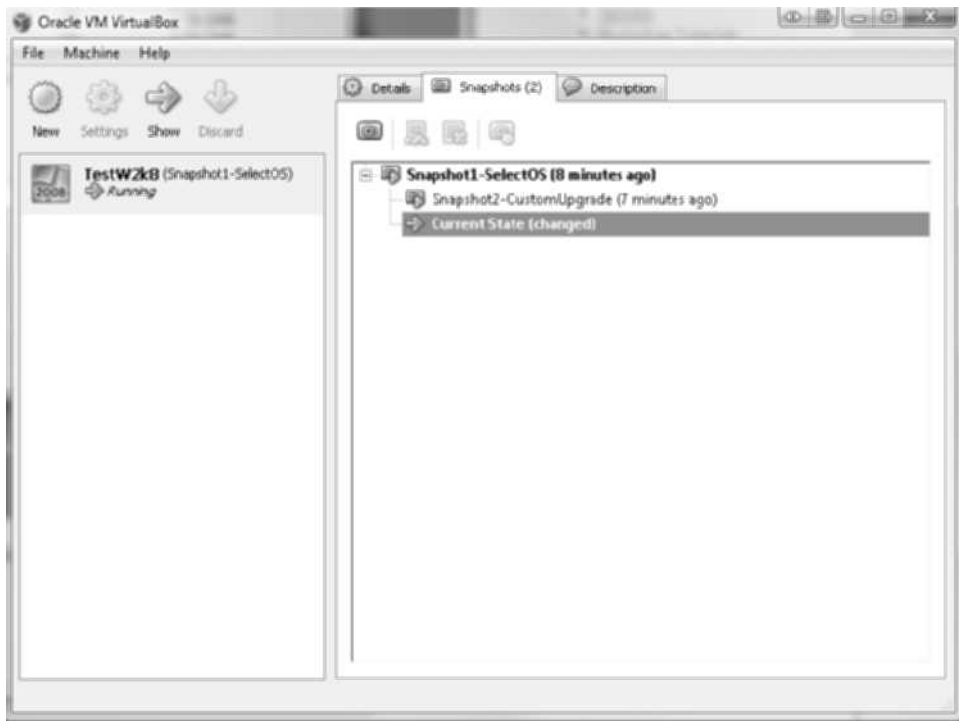 Oracle VM VirtualBox
File Machine Help
New Settings Show Discard
TestW2k8 (Snapshot1-SelectOS)
2008
Running
Details Snapshots (2) Description
Snapshot1-SelectOS (8 minutes ago)
Snapshot2-CustomUpgrade (7 minutes ago)
Current State (changed)